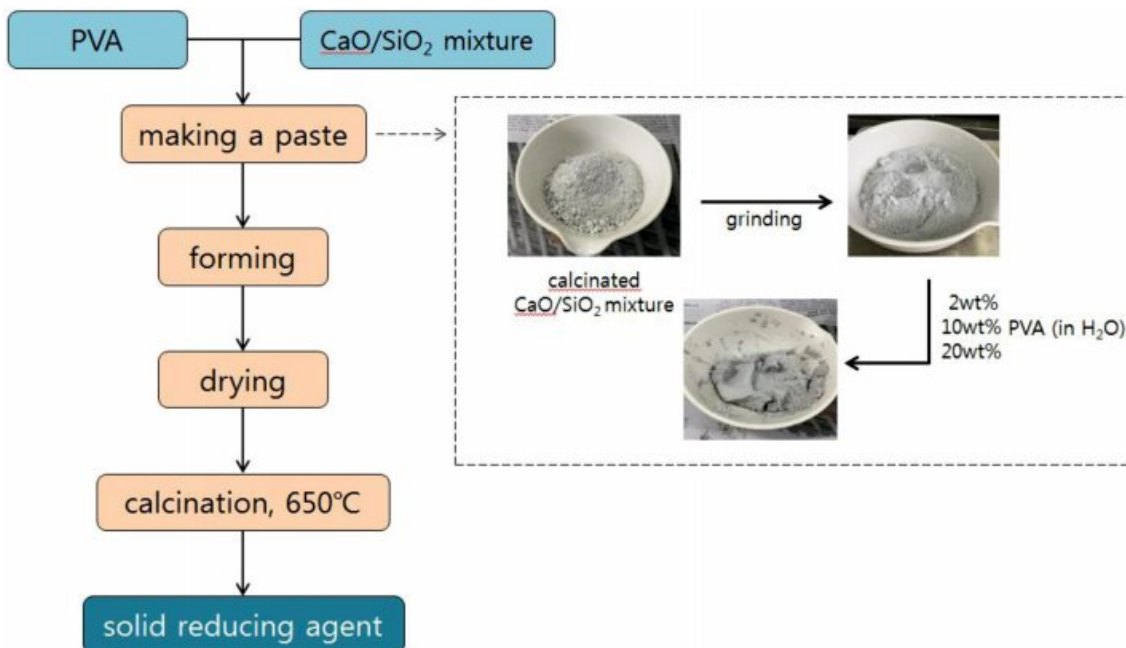 PVA
CaO/SiO₂ mixture
making a paste
forming
drying
calcination, 650℃
solid reducing agent
grinding
calcinated
CaO/SiO₂ mixture
2wt%
10wt% PVA (in H₂O)
20wt%